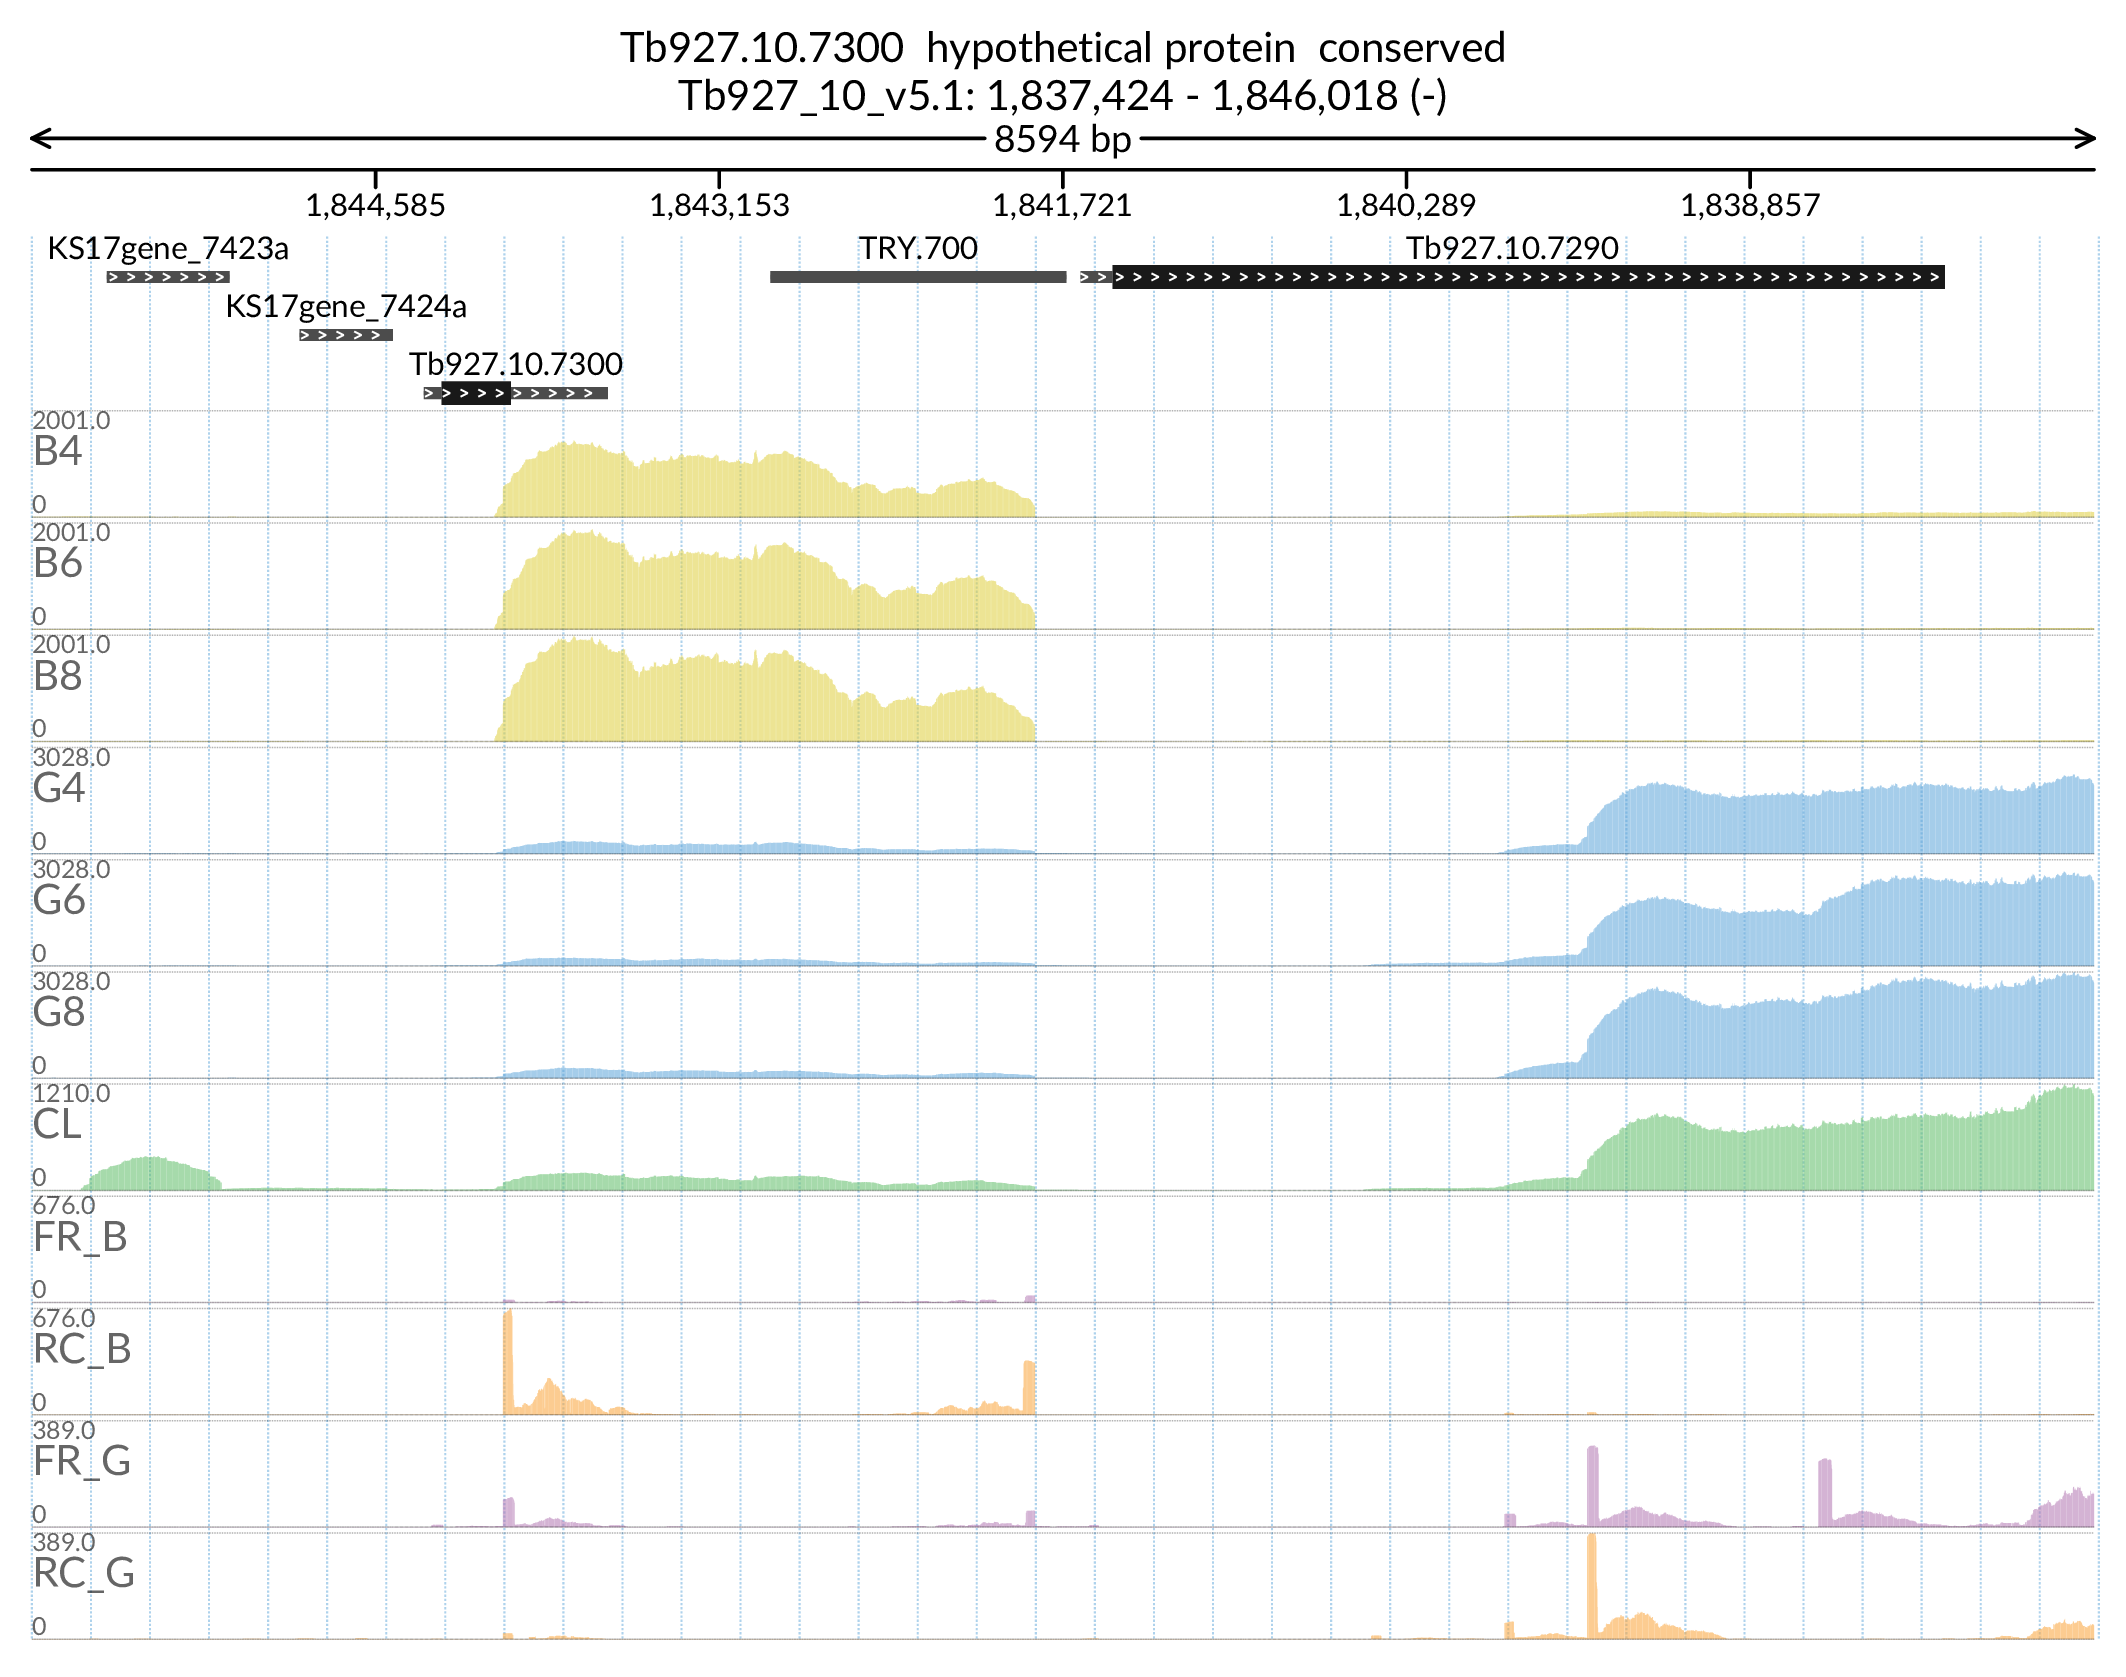 Tb927.10.7300 hypothetical protein conserved
Tb927_10_v5.1: 1,837,424 - 1,846,018 (-)
8594 bp
1,844,585 1,843,153 1,841,721 1,840,289 1,838,857
KS17gene_7423a TRY.700 Tb927.10.7290
KS17gene_7424a
Tb927.10.7300
2001.0
B4
0
2001.0
B6
0
2001.0
B8
0
3028.0
G4
0
3028.0
G6
0
3028.0
G8
0
1210.0
CL
0
676.0
FR_B
0
676.0
RC_B
0
389.0
FR_G
0
389.0
RC_G
0